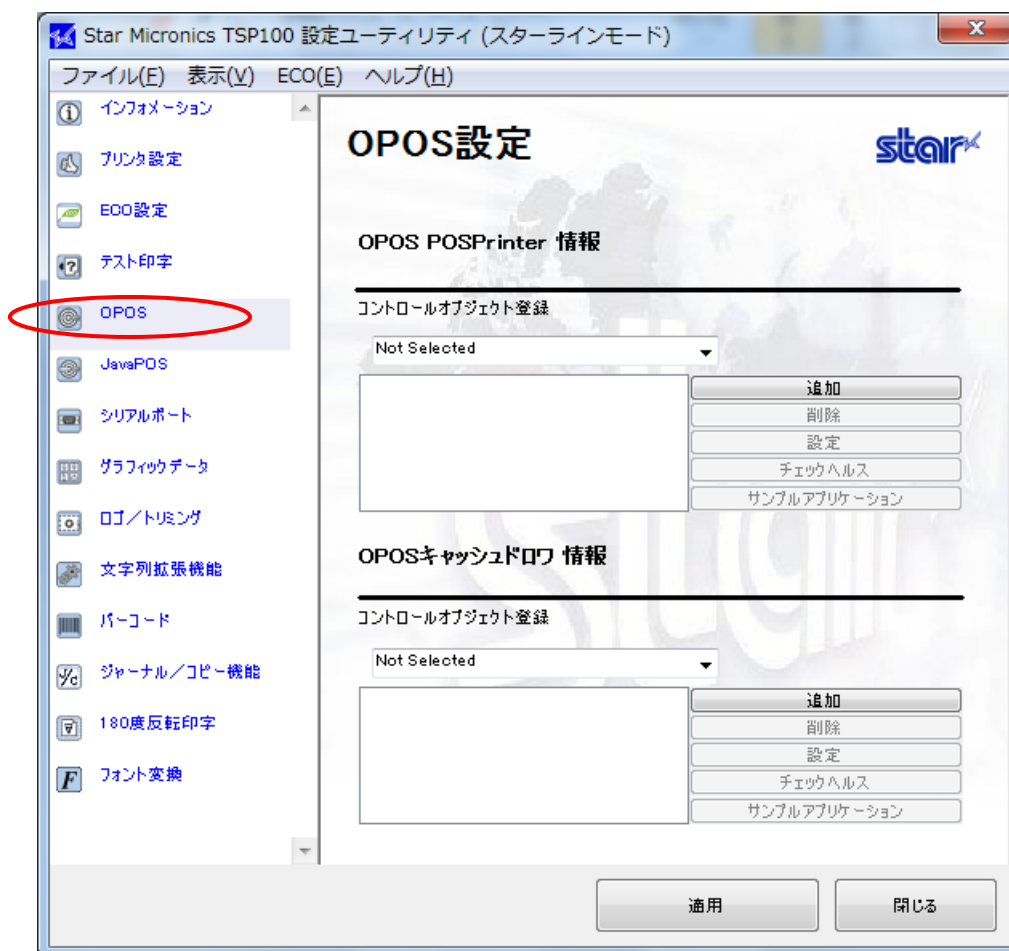 Star Micronics TSP100 設定ユーティリティ (スターラインモード)
ファイル(F) 表示(V) ECO(E) ヘルプ(H)
インフォメーション
プリンタ設定
ECO設定
テスト印字
OPOS
JavaPOS
シリアルポート
グラフィックデータ
ロゴ/トリミング
文字列拡張機能
バーコード
ジャーナル/コピー機能
180度反転印字
フォント変換
OPOS設定
star
OPOS POSPrinter 情報
コントロールオブジェクト登録
Not Selected
追加
削除
設定
チェックヘルス
サンプルアプリケーション
OPOSキャッシュドロワ 情報
コントロールオブジェクト登録
Not Selected
追加
削除
設定
チェックヘルス
サンプルアプリケーション
適用
閉じる